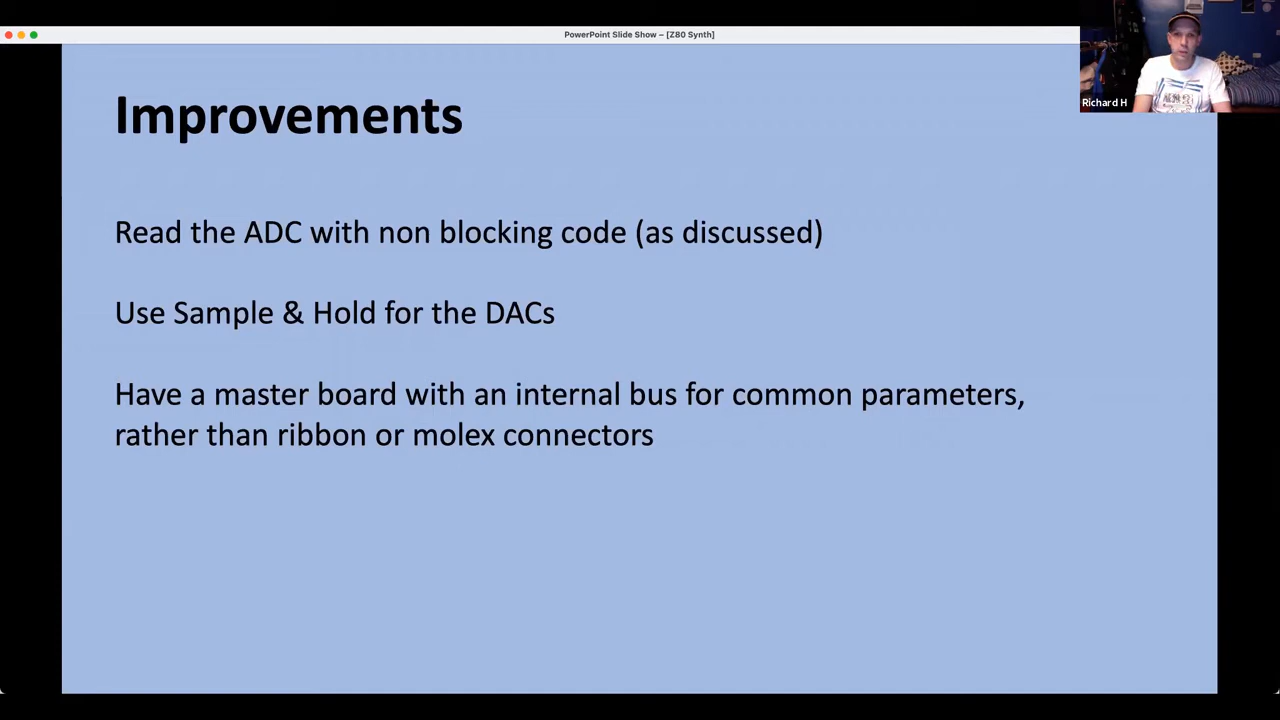 PowerPoint Slide Show – [Z80 Synth]
Richard H
Improvements
Read the ADC with non blocking code (as discussed)
Use Sample & Hold for the DACs
Have a master board with an internal bus for common parameters,
rather than ribbon or molex connectors